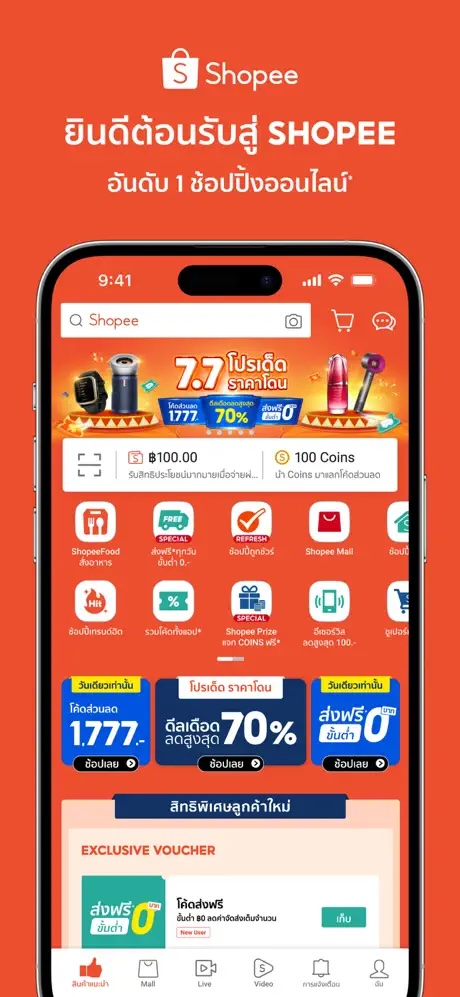 Shopee
ยินดีต้อนรับสู่ SHOPEE
อันดับ 1 ช้อปปิ้งออนไลน์*
9:41
Shopee
7.7 โปรเด็ด
ราคาโดน
โค้ดส่วนลด
1,777.-
ดีลเดือดลดสูงสุด
70%
ส่งฟรี
ขั้นต่ำ 0.-
฿100.00
รับสิทธิประโยชน์มากมายเมื่อจ่ายผ่...
100 Coins
นำ Coins มาแลกโค้ดส่วนลด
FREE
SPECIAL
REFRESH
ShopeeFood
สั่งอาหาร
ส่งฟรี*ทุกวัน
ขั้นต่ำ 0.-
ช้อปปี้ถูกชัวร์
Shopee Mall
ช้อปปี้
Hit
%
SPECIAL
ช้อปปี้เทรนด์ฮิต
รวมโค้ดทั้งแอป*
Shopee Prize
แจก COINS ฟรี*
อีเซอร์วิส
ลดสูงสุด 100.-
ซูเปอร์
วันเดียวเท่านั้น
โค้ดส่วนลด
1,777.-
ช้อปเลย
โปรเด็ด ราคาโดน
ดีลเดือด
ลดสูงสุด
70%
ช้อปเลย
วันเดียวเท่านั้น
ส่งฟรี
ขั้นต่ำ
0 บาท
ช้อปเลย
สิทธิพิเศษลูกค้าใหม่
EXCLUSIVE VOUCHER
ส่งฟรี
ขั้นต่ำ
0 บาท
โค้ดส่งฟรี
ขั้นต่ำ ฿0 ลดค่าจัดส่งเต็มจำนวน
New User
เก็บ
สินค้าแนะนำ
Mall
Live
Video
การแจ้งเตือน
ฉัน